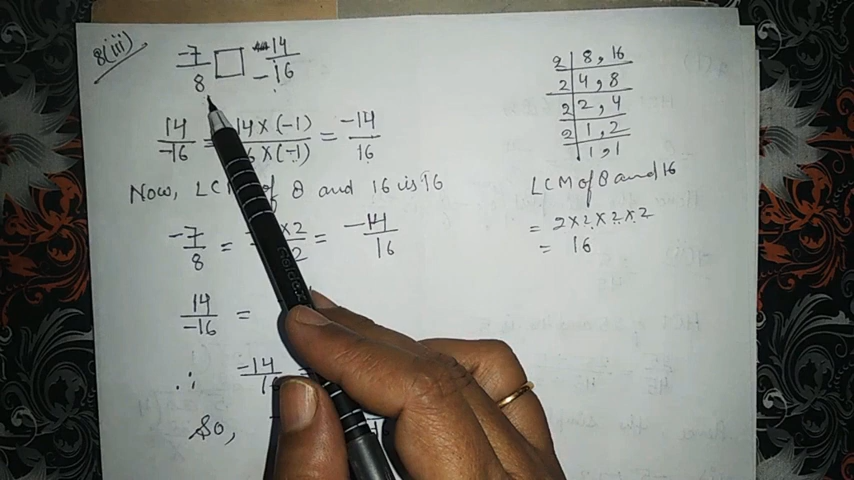 8(iii)
-7/8 □ 14/-16
14/-16 = 14×(-1)/6×(-1) = -14/16
Now, LCM of 8 and 16 is 16
-7/8 = ×2/2 = -14/16
14/-16 =
∴ -14/1
So,
2 | 8, 16
2 | 4, 8
2 | 2, 4
2 | 1, 2
| 1, 1
LCM of 8 and 16
= 2×2×2×2
= 16